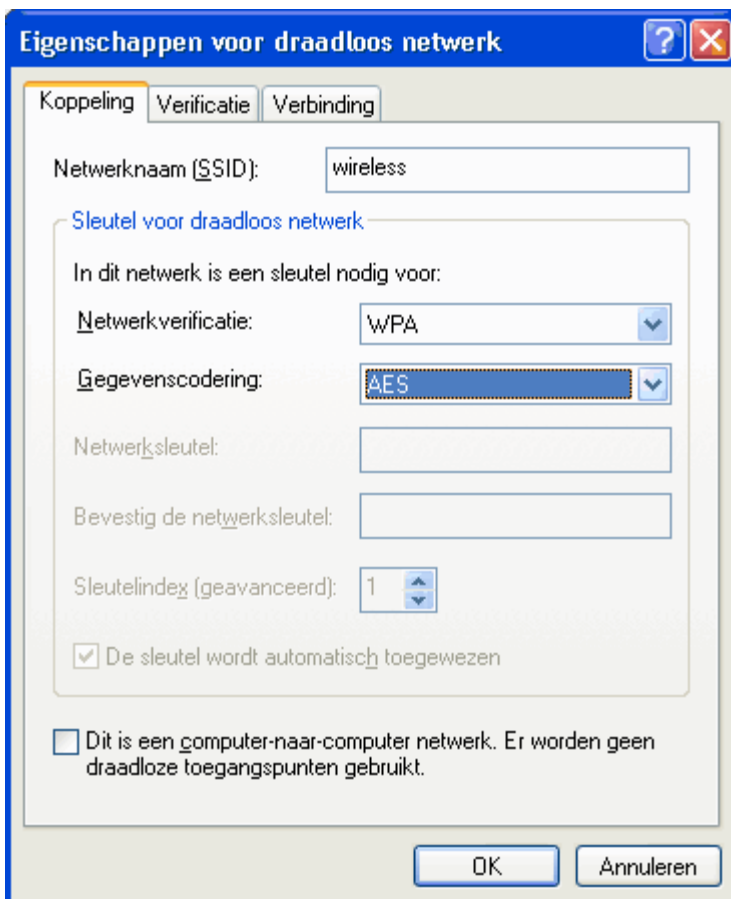 Eigenschappen voor draadloos netwerk
Koppeling Verificatie Verbinding
Netwerknaam (SSID): wireless
Sleutel voor draadloos netwerk
In dit netwerk is een sleutel nodig voor:
Netwerkverificatie: WPA
Gegevenscodering: AES
Netwerksleutel:
Bevestig de netwerksleutel:
Sleutelindex (geavanceerd): 1
De sleutel wordt automatisch toegewezen
Dit is een computer-naar-computer netwerk. Er worden geen
draadloze toegangspunten gebruikt.
OK Annuleren